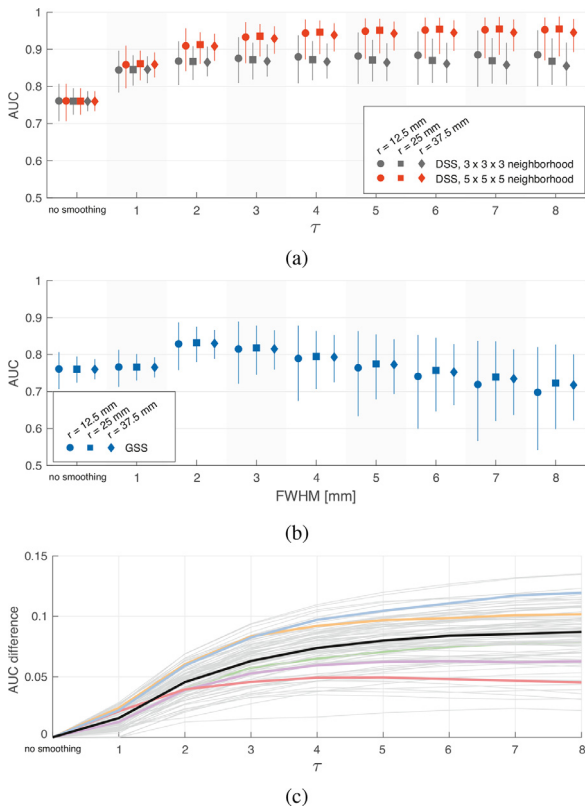 1
0.9
0.8
AUC
0.7
0.6
0.5
r = 12.5 mm
r = 25 mm
r = 37.5 mm
DSS, 3 x 3 x 3 neighborhood
DSS, 5 x 5 x 5 neighborhood
no smoothing 1 2 3 4 5 6 7 8
τ
(a)
1
0.9
0.8
AUC
0.7
0.6
0.5
r = 12.5 mm
r = 25 mm
r = 37.5 mm
GSS
no smoothing 1 2 3 4 5 6 7 8
FWHM [mm]
(b)
0.15
0.1
AUC difference
0.05
0
no smoothing 1 2 3 4 5 6 7 8
τ
(c)